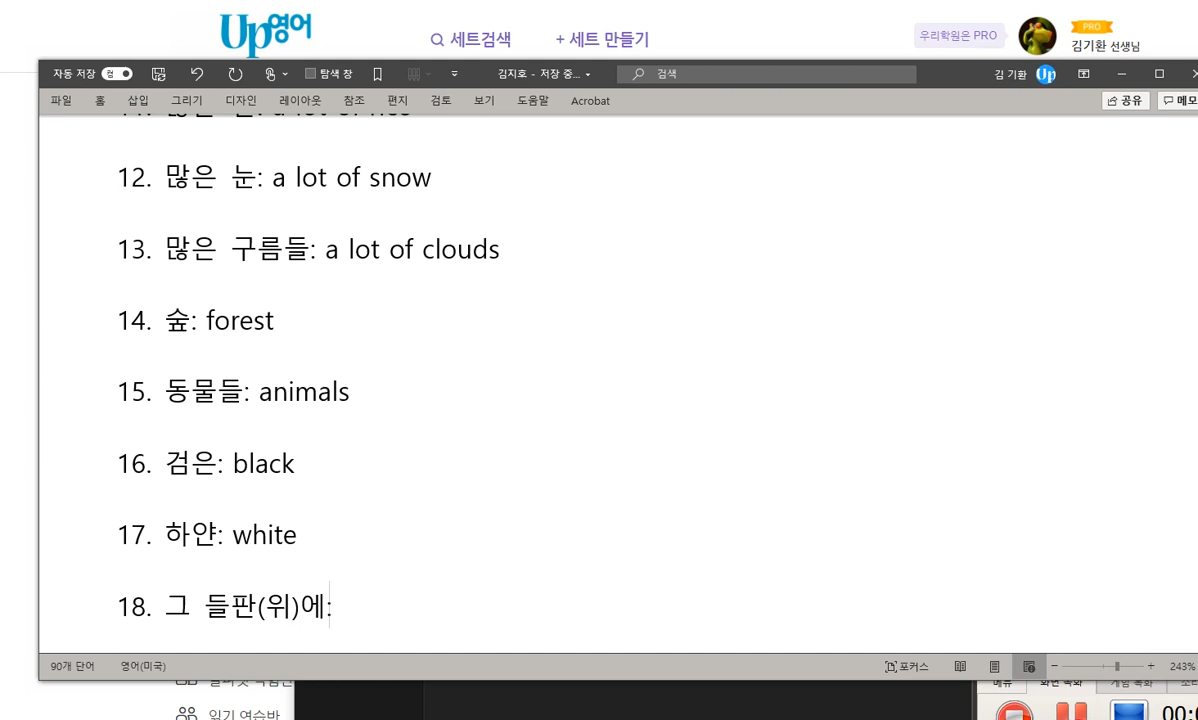 Up영어
세트검색
+ 세트 만들기
우리학원은 PRO
PRO
김기환 선생님
자동 저장
탐색 창
김지호 - 저장 중...
검색
김 기환
Up
파일 홈 삽입 그리기 디자인 레이아웃 참조 편지 검토 보기 도움말 Acrobat
공유
메모
12. 많은 눈: a lot of snow
13. 많은 구름들: a lot of clouds
14. 숲: forest
15. 동물들: animals
16. 검은: black
17. 하얀: white
18. 그 들판(위)에:
90개 단어
영어(미국)
포커스
243%
읽기 연습반
00: